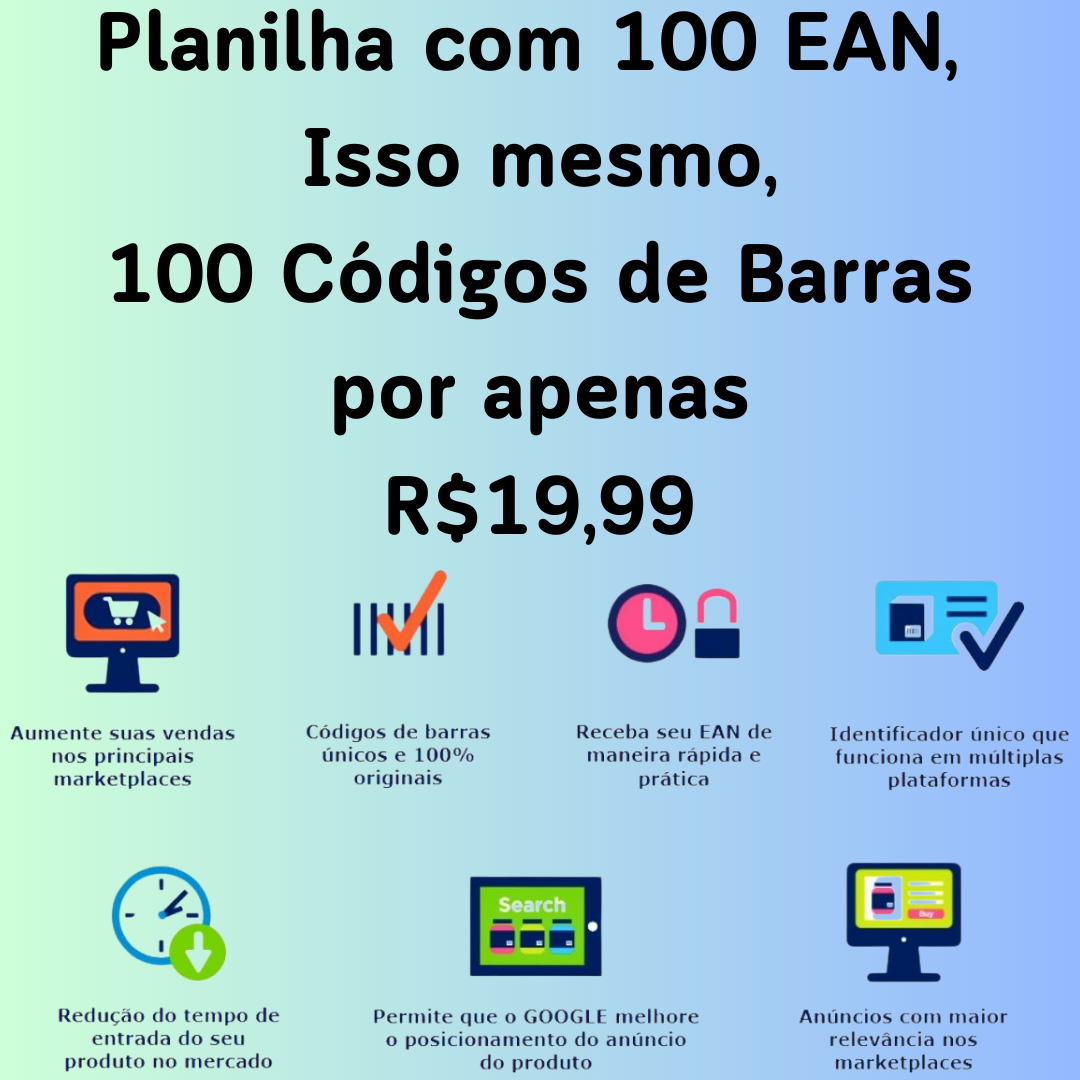 Planilha com 100 EAN,
Isso mesmo,
100 Códigos de Barras
por apenas
R$19,99
Aumente suas vendas
nos principais
marketplaces
Códigos de barras
únicos e 100%
originais
Receba seu EAN de
maneira rápida e
prática
Identificador único que
funciona em múltiplas
plataformas
Redução do tempo de
entrada do seu
produto no mercado
Search
Permite que o GOOGLE melhore
o posicionamento do anúncio
do produto
Buy
Anúncios com maior
relevância nos
marketplaces